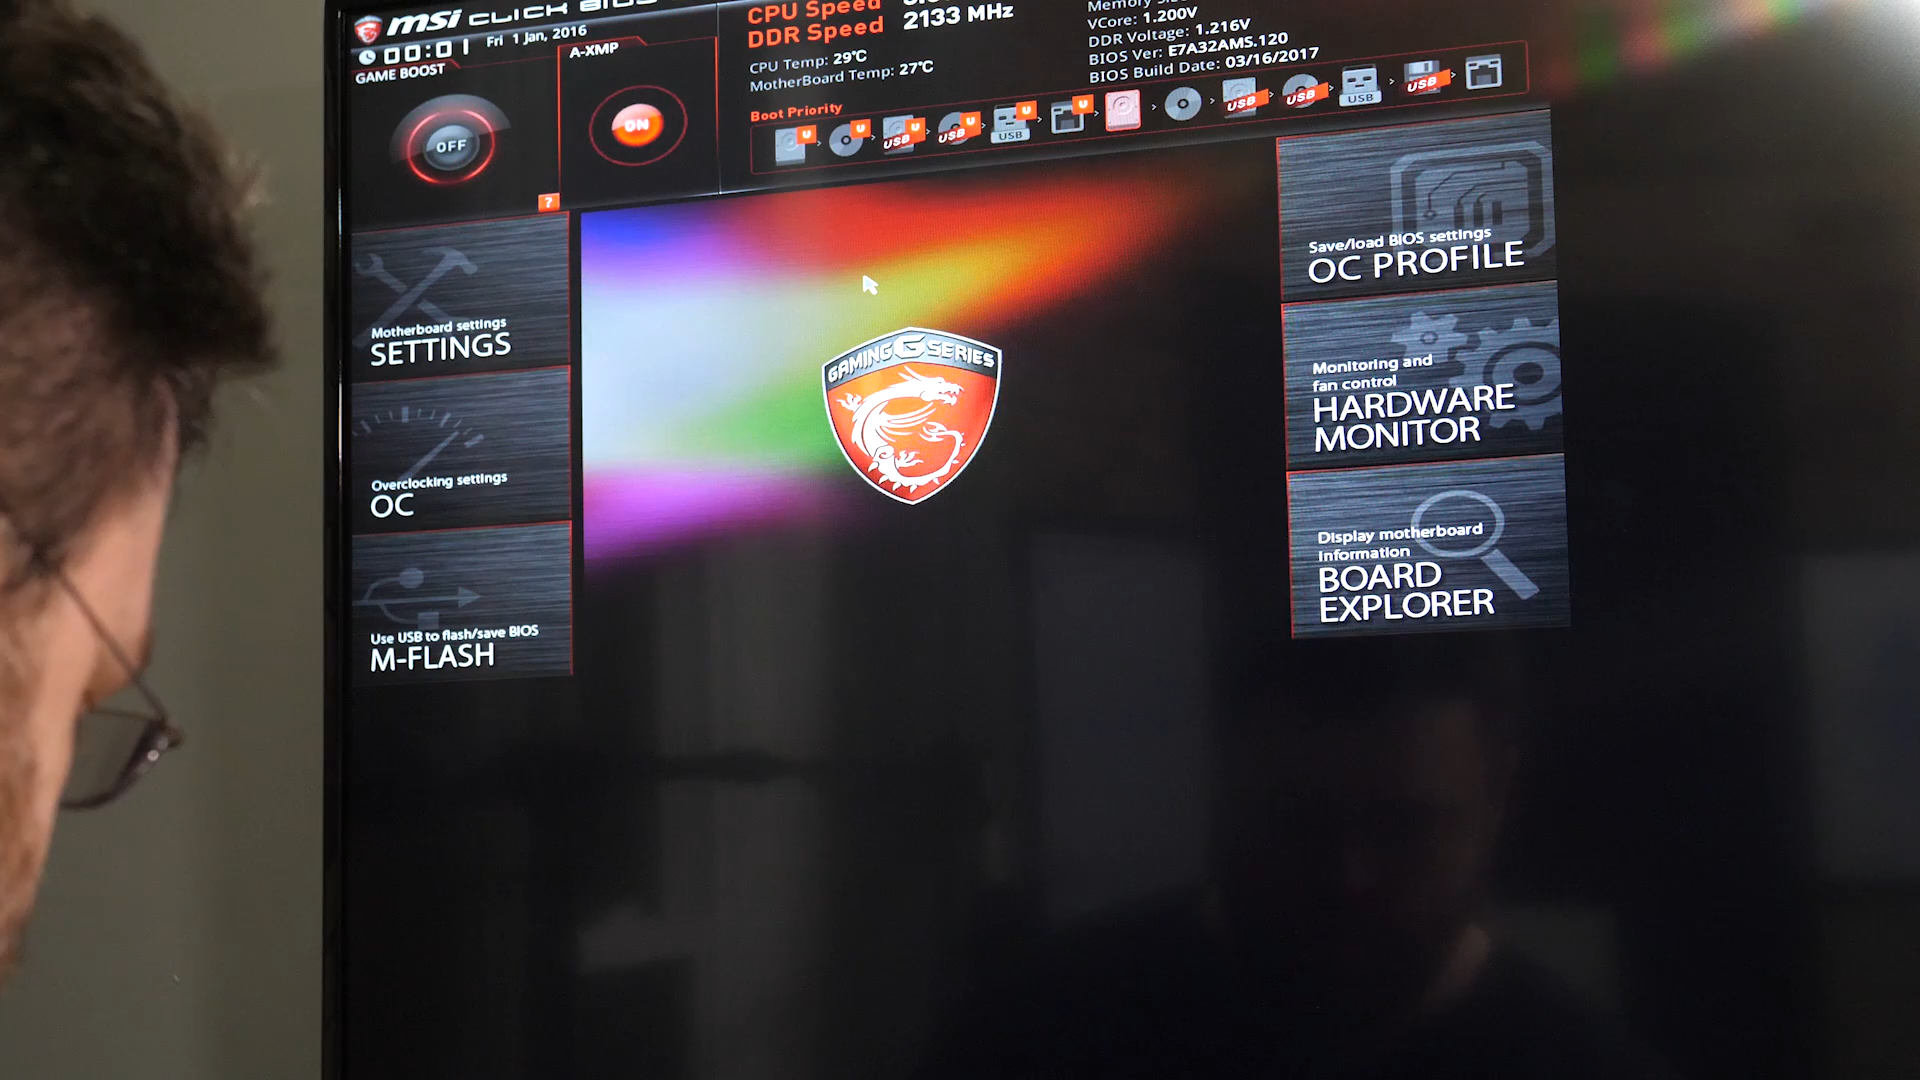 msi CLICK BIOS
00:01 Fri 1 Jan, 2016
GAME BOOST
OFF
A-XMP
ON
?
CPU Speed
DDR Speed 2133 MHz
CPU Temp: 29°C
MotherBoard Temp: 27°C
VCore: 1.200V
DDR Voltage: 1.216V
BIOS Ver: E7A32AMS.120
BIOS Build Date: 03/16/2017
Boot Priority
U U USB U USB U USB U U USB USB USB USB
Motherboard settings
SETTINGS
Overclocking settings
OC
Use USB to flash/save BIOS
M-FLASH
GAMING G SERIES
Save/load BIOS settings
OC PROFILE
Monitoring and
fan control
HARDWARE
MONITOR
Display motherboard
information
BOARD
EXPLORER